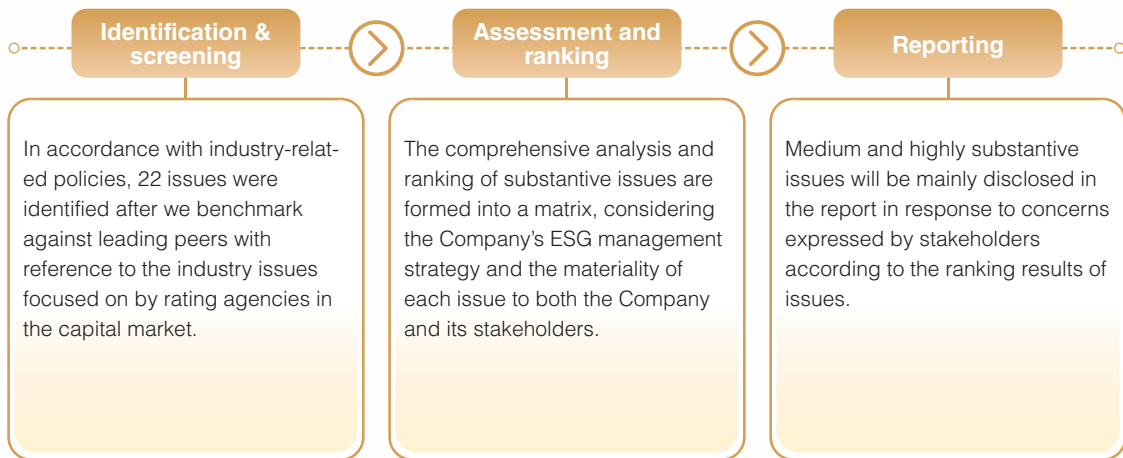 Identification &
screening
Assessment and
ranking
Reporting
In accordance with industry-relat-
ed policies, 22 issues were
identified after we benchmark
against leading peers with
reference to the industry issues
focused on by rating agencies in
the capital market.
The comprehensive analysis and
ranking of substantive issues are
formed into a matrix, considering
the Company’s ESG management
strategy and the materiality of
each issue to both the Company
and its stakeholders.
Medium and highly substantive
issues will be mainly disclosed in
the report in response to concerns
expressed by stakeholders
according to the ranking results of
issues.